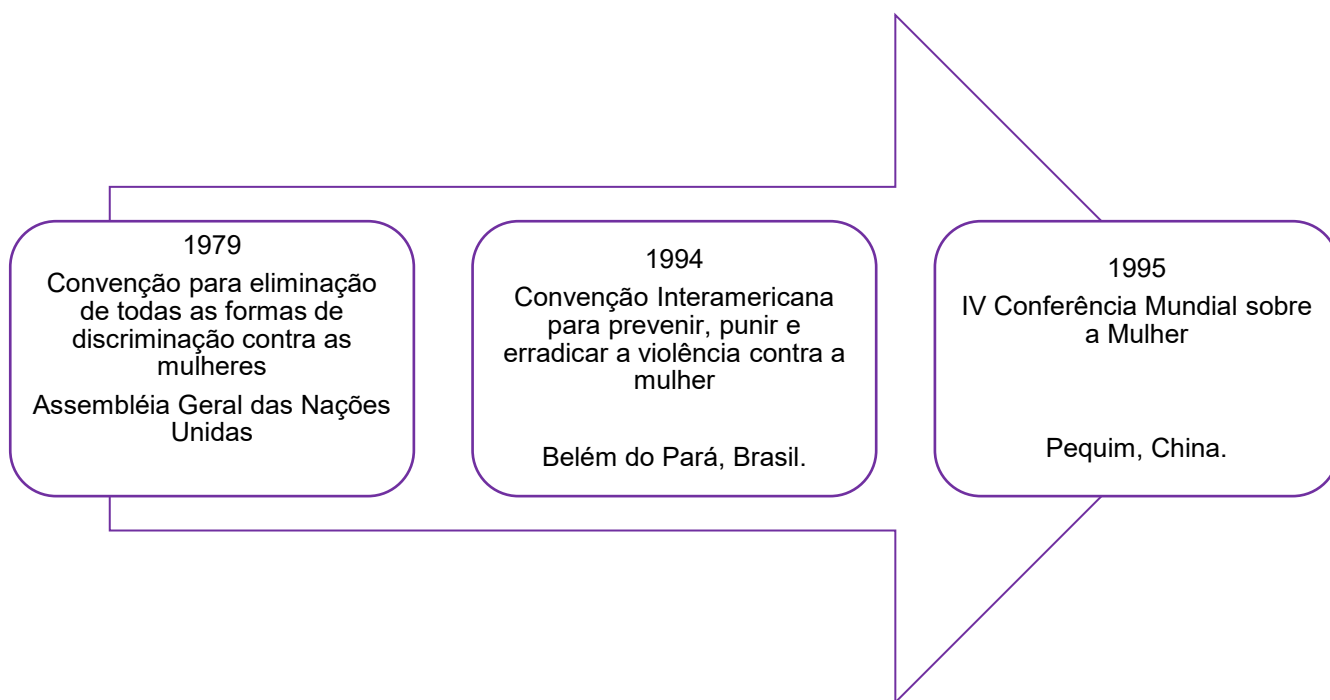 1979
Convenção para eliminação
de todas as formas de
discriminação contra as
mulheres
Assembléia Geral das Nações
Unidas
1994
Convenção Interamericana
para prevenir, punir e
erradicar a violência contra a
mulher
Belém do Pará, Brasil.
1995
IV Conferência Mundial sobre
a Mulher
Pequim, China.